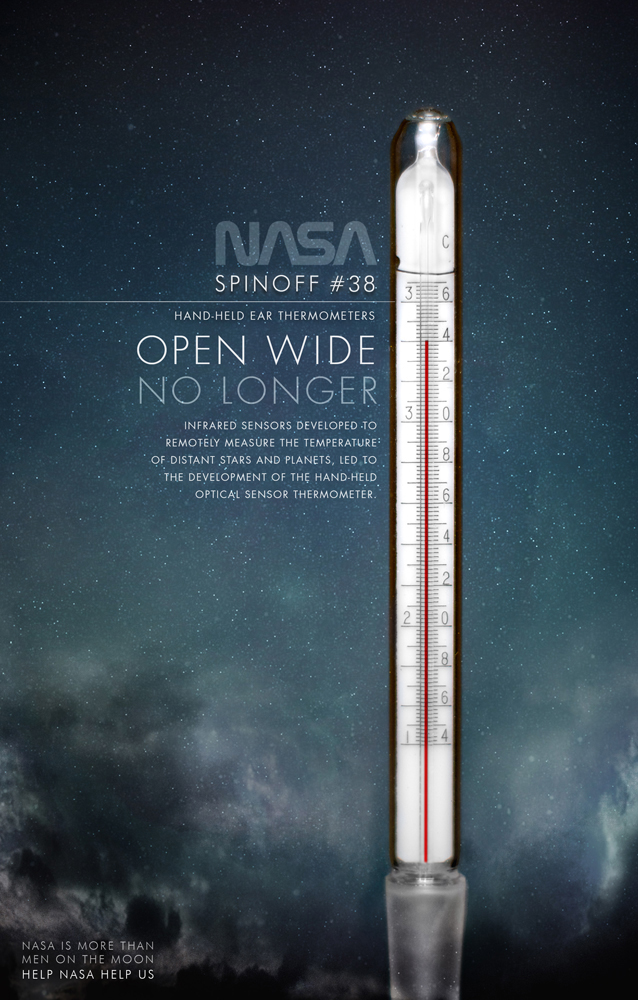 NASA
SPINOFF #38
HAND-HELD EAR THERMOMETERS
OPEN WIDE
NO LONGER
INFRARED SENSORS DEVELOPED TO
REMOTELY MEASURE THE TEMPERATURE
OF DISTANT STARS AND PLANETS, LED TO
THE DEVELOPMENT OF THE HAND-HELD
OPTICAL SENSOR THERMOMETER.
C
3 6
4
2
3 0
8
6
4
2
2 0
8
6
1 4
NASA IS MORE THAN
MEN ON THE MOON
HELP NASA HELP US